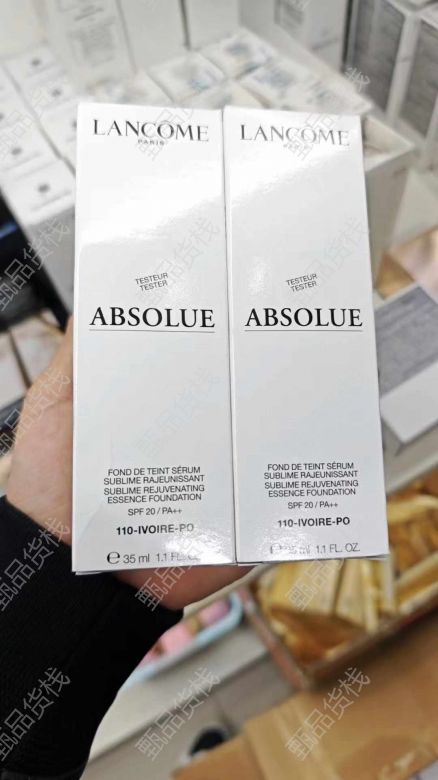 LANCOME
PARIS
TESTEUR
TESTER
ABSOLUE
FOND DE TEINT SÉRUM
SUBLIME RAJEUNISSANT
SUBLIME REJUVENATING
ESSENCE FOUNDATION
SPF 20 / PA++
110-IVOIRE-PO
e 35 ml 1.1 FL. OZ.
LANCOME
PARIS
TESTEUR
TESTER
ABSOLUE
FOND DE TEINT SÉRUM
SUBLIME RAJEUNISSANT
SUBLIME REJUVENATING
ESSENCE FOUNDATION
SPF 20 / PA++
110-IVOIRE-PO
ml 1.1 FL. OZ.
甄品货栈